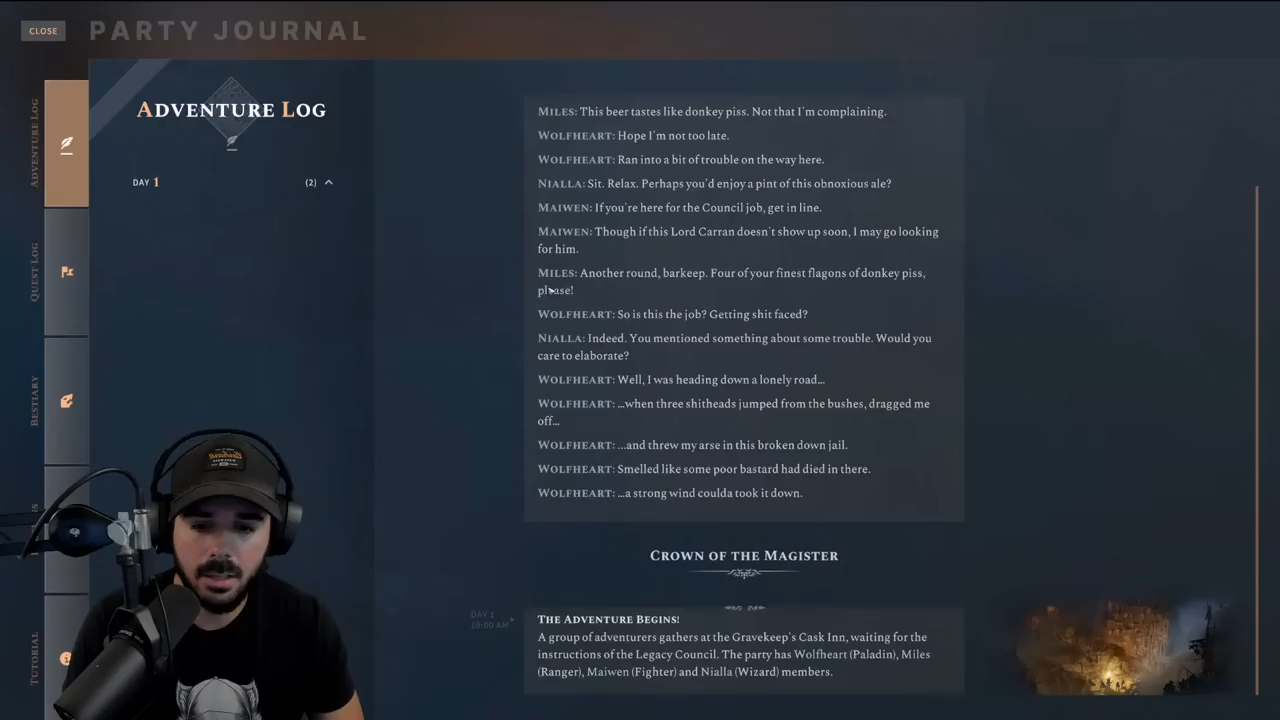 CLOSE
PARTY JOURNAL
ADVENTURE LOG
QUEST LOG
BESTIARY
TUTORIAL
ADVENTURE LOG
DAY 1
(2)
MILES: This beer tastes like donkey piss. Not that I'm complaining.
WOLFHEART: Hope I'm not too late.
WOLFHEART: Ran into a bit of trouble on the way here.
NIALLA: Sit. Relax. Perhaps you'd enjoy a pint of this obnoxious ale?
MAIWEN: If you're here for the Council job, get in line.
MAIWEN: Though if this Lord Carran doesn't show up soon, I may go looking
for him.
MILES: Another round, barkeep. Four of your finest flagons of donkey piss,
please!
WOLFHEART: So is this the job? Getting shit faced?
NIALLA: Indeed. You mentioned something about some trouble. Would you
care to elaborate?
WOLFHEART: Well, I was heading down a lonely road...
WOLFHEART: ...when three shitheads jumped from the bushes, dragged me
off...
WOLFHEART: ...and threw my arse in this broken down jail.
WOLFHEART: Smelled like some poor bastard had died in there.
WOLFHEART: ...a strong wind coulda took it down.
CROWN OF THE MAGISTER
DAY 1
10:00 AM
THE ADVENTURE BEGINS!
A group of adventurers gathers at the Gravekeep's Cask Inn, waiting for the
instructions of the Legacy Council. The party has Wolfheart (Paladin), Miles
(Ranger), Maiwen (Fighter) and Nialla (Wizard) members.